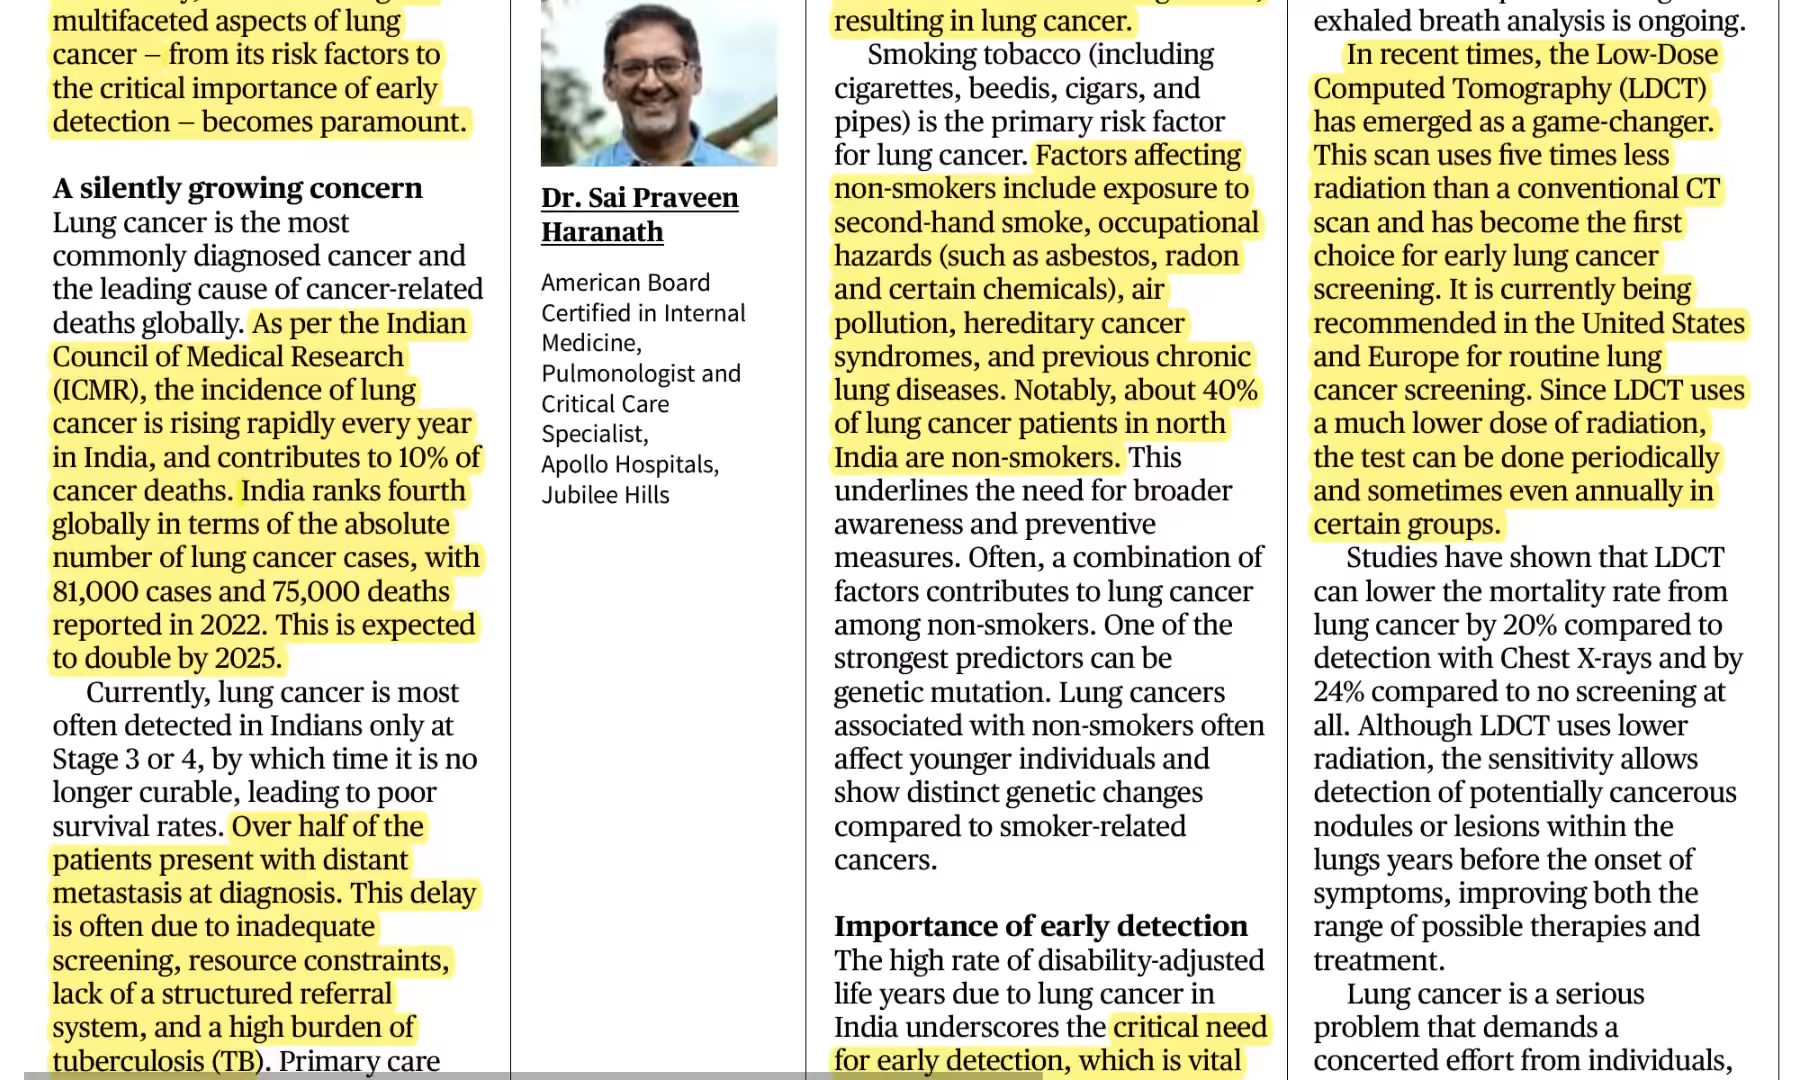 multifaceted aspects of lung
cancer – from its risk factors to
the critical importance of early
detection – becomes paramount.
A silently growing concern
Lung cancer is the most
commonly diagnosed cancer and
the leading cause of cancer-related
deaths globally. As per the Indian
Council of Medical Research
(ICMR), the incidence of lung
cancer is rising rapidly every year
in India, and contributes to 10% of
cancer deaths. India ranks fourth
globally in terms of the absolute
number of lung cancer cases, with
81,000 cases and 75,000 deaths
reported in 2022. This is expected
to double by 2025.
Currently, lung cancer is most
often detected in Indians only at
Stage 3 or 4, by which time it is no
longer curable, leading to poor
survival rates. Over half of the
patients present with distant
metastasis at diagnosis. This delay
is often due to inadequate
screening, resource constraints,
lack of a structured referral
system, and a high burden of
tuberculosis (TB). Primary care
Dr. Sai Praveen
Haranath
American Board
Certified in Internal
Medicine,
Pulmonologist and
Critical Care
Specialist,
Apollo Hospitals,
Jubilee Hills
resulting in lung cancer.
Smoking tobacco (including
cigarettes, beedis, cigars, and
pipes) is the primary risk factor
for lung cancer. Factors affecting
non-smokers include exposure to
second-hand smoke, occupational
hazards (such as asbestos, radon
and certain chemicals), air
pollution, hereditary cancer
syndromes, and previous chronic
lung diseases. Notably, about 40%
of lung cancer patients in north
India are non-smokers. This
underlines the need for broader
awareness and preventive
measures. Often, a combination of
factors contributes to lung cancer
among non-smokers. One of the
strongest predictors can be
genetic mutation. Lung cancers
associated with non-smokers often
affect younger individuals and
show distinct genetic changes
compared to smoker-related
cancers.
Importance of early detection
The high rate of disability-adjusted
life years due to lung cancer in
India underscores the critical need
for early detection, which is vital
exhaled breath analysis is ongoing.
In recent times, the Low-Dose
Computed Tomography (LDCT)
has emerged as a game-changer.
This scan uses five times less
radiation than a conventional CT
scan and has become the first
choice for early lung cancer
screening. It is currently being
recommended in the United States
and Europe for routine lung
cancer screening. Since LDCT uses
a much lower dose of radiation,
the test can be done periodically
and sometimes even annually in
certain groups.
Studies have shown that LDCT
can lower the mortality rate from
lung cancer by 20% compared to
detection with Chest X-rays and by
24% compared to no screening at
all. Although LDCT uses lower
radiation, the sensitivity allows
detection of potentially cancerous
nodules or lesions within the
lungs years before the onset of
symptoms, improving both the
range of possible therapies and
treatment.
Lung cancer is a serious
problem that demands a
concerted effort from individuals,